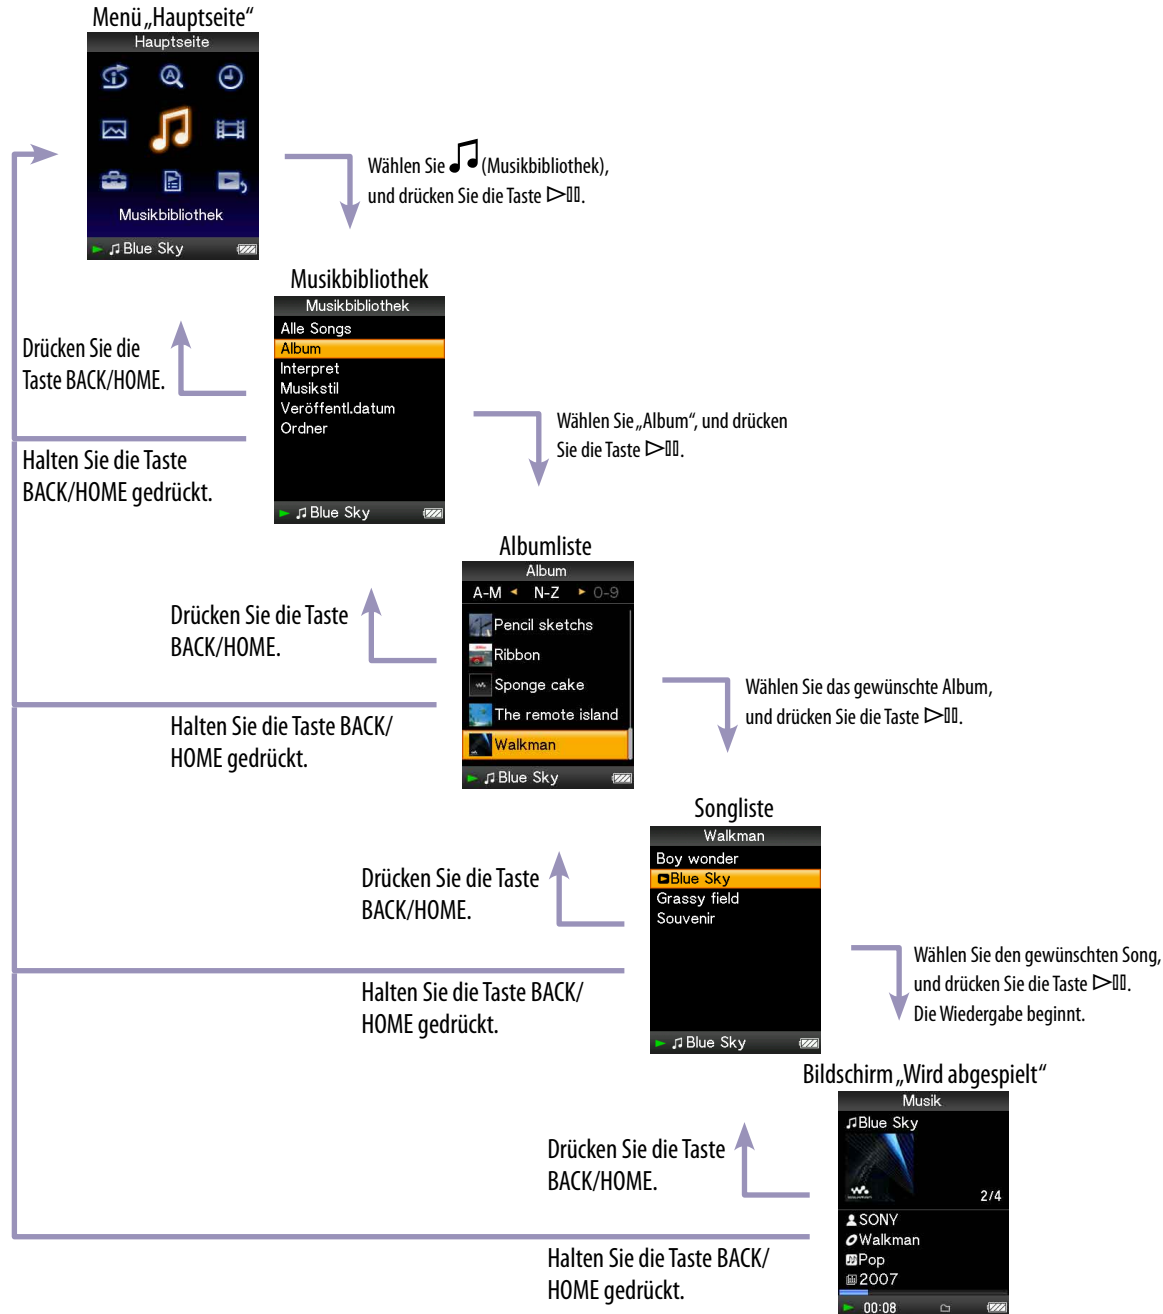 Menü „Hauptseite“
Hauptseite
Musikbibliothek
Blue Sky
Wählen Sie (Musikbibliothek),
und drücken Sie die Taste
Musikbibliothek
Musikbibliothek
Alle Songs
Album
Interpret
Musikstil
Veröffentl.datum
Ordner
Blue Sky
Drücken Sie die
Taste BACK/HOME.
Halten Sie die Taste
BACK/HOME gedrückt.
Wählen Sie „Album“, und drücken
Sie die Taste
Albumliste
Album
A-M N-Z 0-9
Pencil sketchs
Ribbon
Sponge cake
The remote island
Walkman
Blue Sky
Drücken Sie die Taste
BACK/HOME.
Halten Sie die Taste BACK/
HOME gedrückt.
Wählen Sie das gewünschte Album,
und drücken Sie die Taste
Songliste
Walkman
Boy wonder
Blue Sky
Grassy field
Souvenir
Blue Sky
Drücken Sie die Taste
BACK/HOME.
Halten Sie die Taste BACK/
HOME gedrückt.
Wählen Sie den gewünschten Song,
und drücken Sie die Taste
Die Wiedergabe beginnt.
Bildschirm „Wird abgespielt“
Musik
Blue Sky
2/4
SONY
Walkman
Pop
2007
00:08
Drücken Sie die Taste
BACK/HOME.
Halten Sie die Taste BACK/
HOME gedrückt.